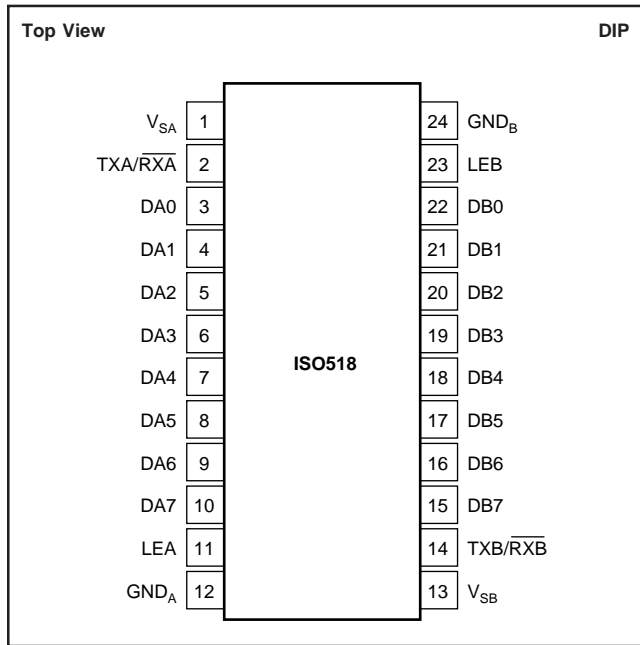 Top View DIP
V_SA 1 24 GND_B
TXA/R̅X̅A̅ 2 23 LEB
DA0 3 22 DB0
DA1 4 21 DB1
DA2 5 20 DB2
DA3 6 19 DB3
DA4 7 18 DB4
ISO518
DA5 8 17 DB5
DA6 9 16 DB6
DA7 10 15 DB7
LEA 11 14 TXB/R̅X̅B̅
GND_A 12 13 V_SB